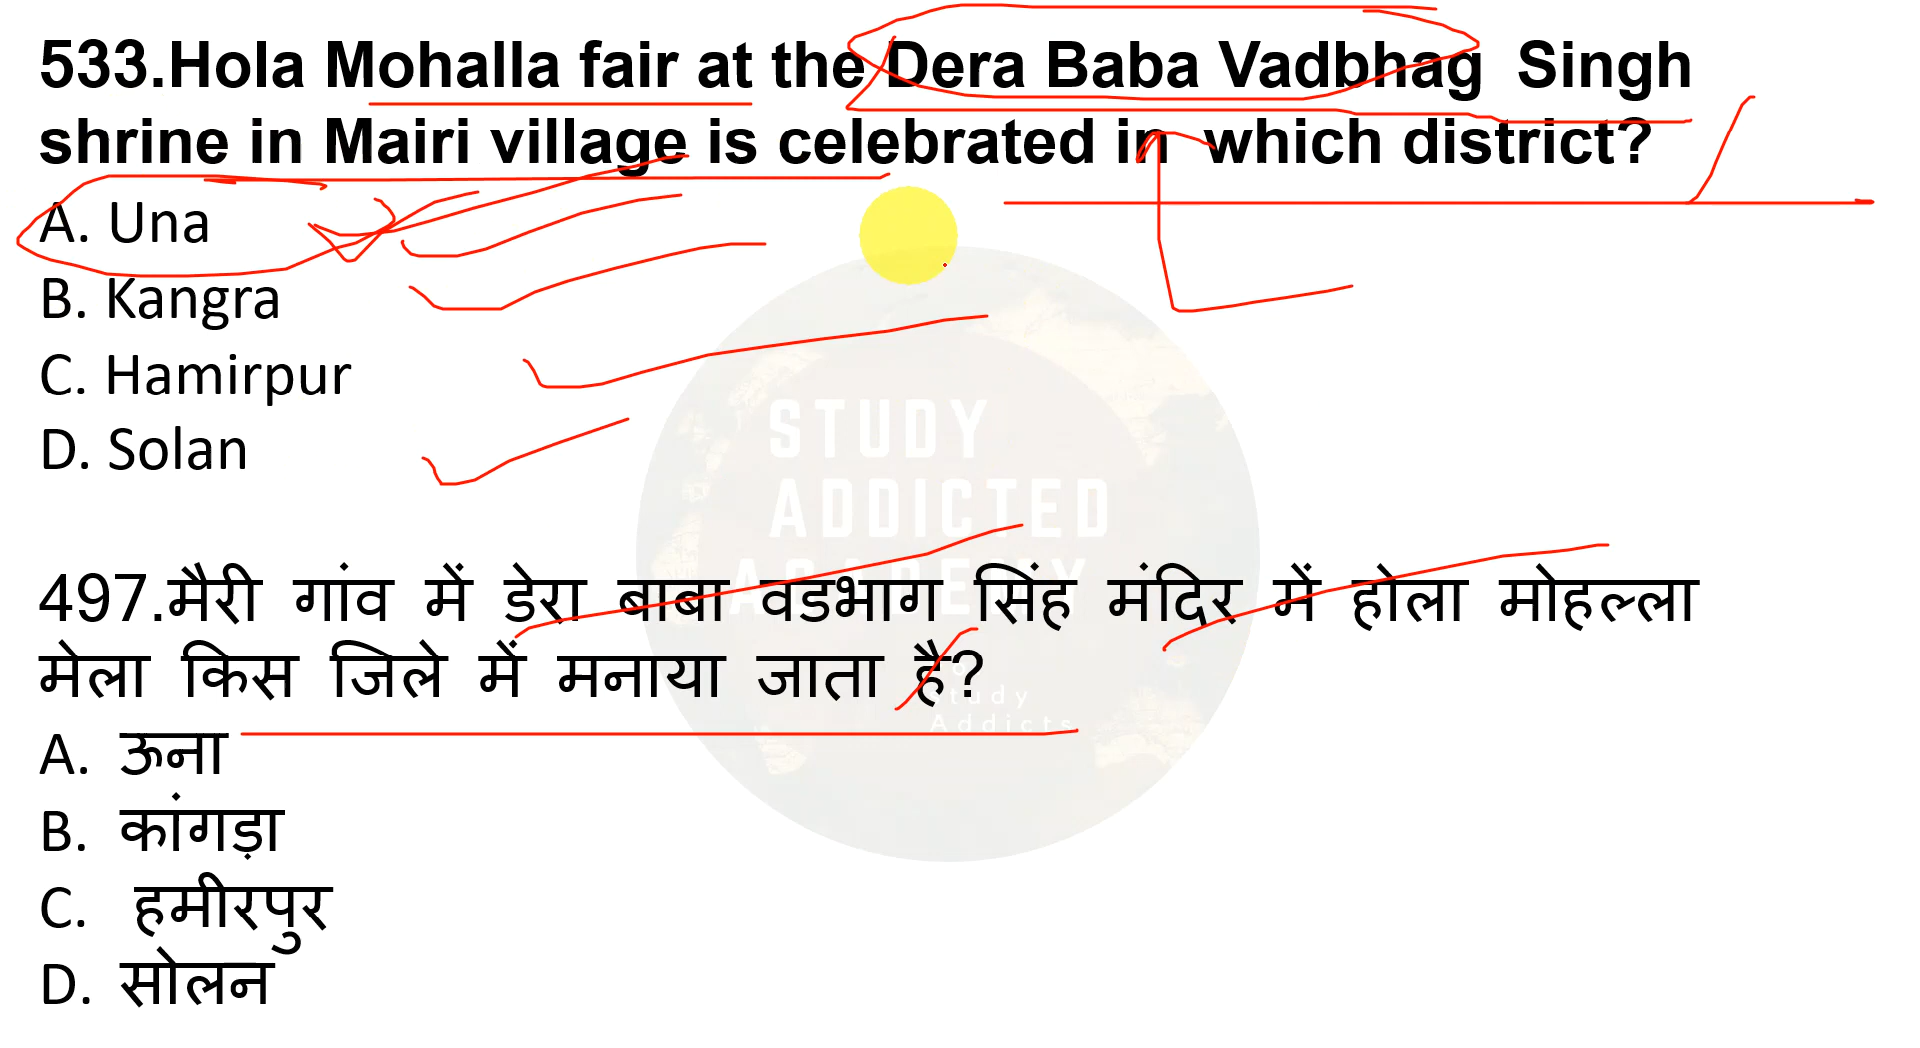 533.Hola Mohalla fair at the Dera Baba Vadbhag Singh
shrine in Mairi village is celebrated in which district?
A. Una
B. Kangra
C. Hamirpur
D. Solan
STUDY
ADDICTED
ACADEMY
497.मैरी गांव में डेरा बाबा वडभाग सिंह मंदिर में होला मोहल्ला
मेला किस जिले में मनाया जाता है?
Study
Addicts
A. ऊना
B. कांगड़ा
C. हमीरपुर
D. सोलन